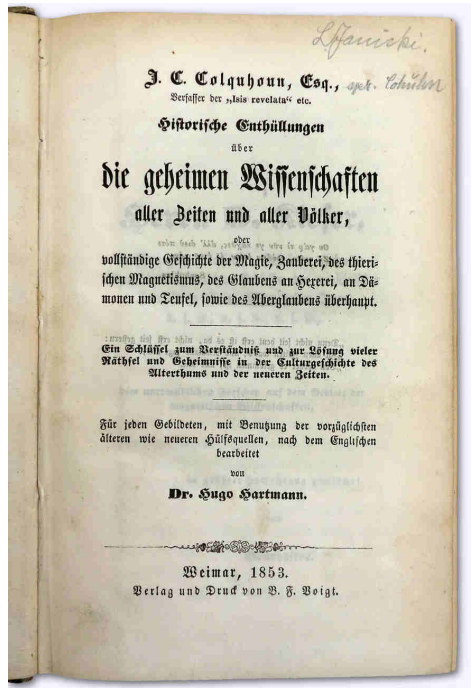 L. Janicki.
J. C. Colquhoun, Esq.,
spr. Cohuhn
Verfasser der „Isis revelata“ etc.
Historische Enthüllungen
über
die geheimen Wissenschaften
aller Zeiten und aller Völker,
oder
vollständige Geschichte der Magie, Zauberei, des thieri-
schen Magnetismus, des Glaubens an Hexerei, an Dä-
monen und Teufel, sowie des Aberglaubens überhaupt.
Ein Schlüssel zum Verständniß und zur Lösung vieler
Räthsel und Geheimnisse in der Culturgeschichte des
Alterthums und der neueren Zeiten.
Für jeden Gebildeten, mit Benutzung der vorzüglichsten
älteren wie neueren Hülfsquellen, nach dem Englischen
bearbeitet
von
Dr. Hugo Hartmann.
Weimar, 1853.
Verlag und Druck von B. F. Voigt.